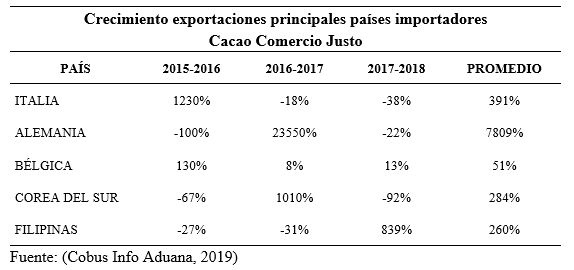 Crecimiento exportaciones principales países importadores
Cacao Comercio Justo
PAÍS 2015-2016 2016-2017 2017-2018 PROMEDIO
ITALIA 1230% -18% -38% 391%
ALEMANIA -100% 23550% -22% 7809%
BÉLGICA 130% 8% 13% 51%
COREA DEL SUR -67% 1010% -92% 284%
FILIPINAS -27% -31% 839% 260%
Fuente: (Cobus Info Aduana, 2019)